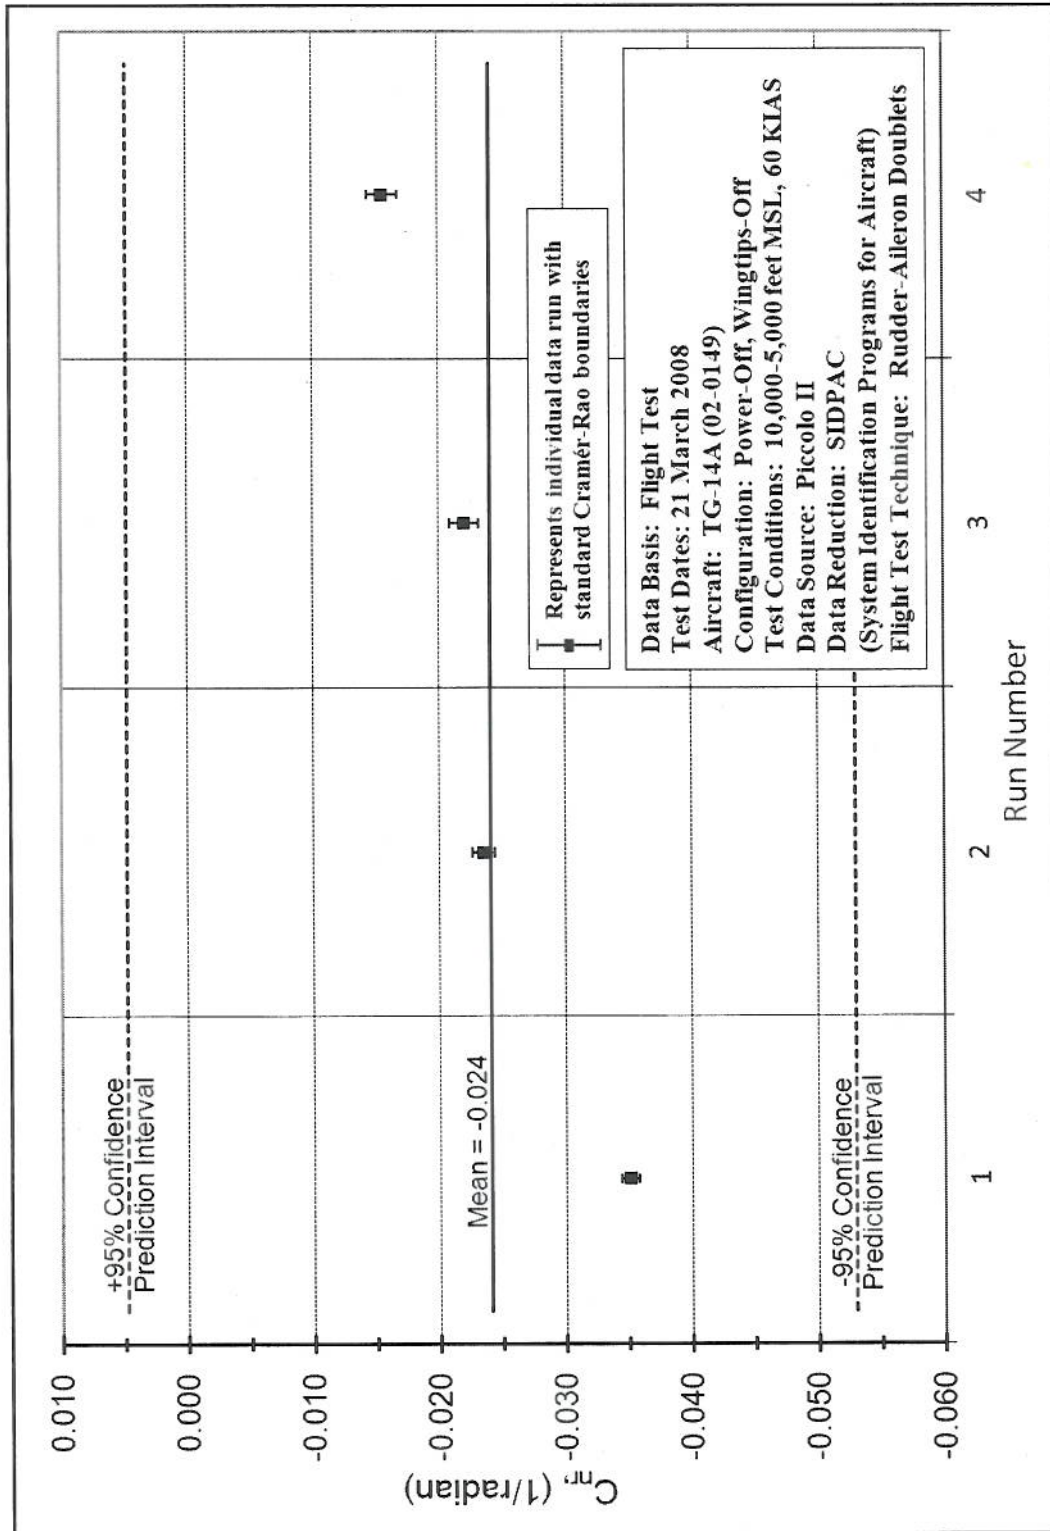 0.010
0.000
-0.010
-0.020
-0.030
-0.040
-0.050
-0.060
C_nr, (1/radian)
+95% Confidence
Prediction Interval
Mean = -0.024
-95% Confidence
Prediction Interval
Represents individual data run with
standard Cramér-Rao boundaries
Data Basis: Flight Test
Test Dates: 21 March 2008
Aircraft: TG-14A (02-0149)
Configuration: Power-Off, Wingtips-Off
Test Conditions: 10,000-5,000 feet MSL, 60 KIAS
Data Source: Piccolo II
Data Reduction: SIDPAC
(System Identification Programs for Aircraft)
Flight Test Technique: Rudder-Aileron Doublets
1
2
3
4
Run Number